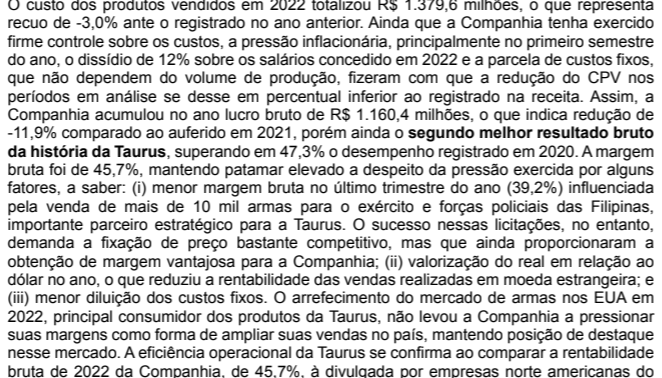 O custo dos produtos vendidos em 2022 totalizou R$ 1.379,6 milhões, o que representa
recuo de -3,0% ante o registrado no ano anterior. Ainda que a Companhia tenha exercido
firme controle sobre os custos, a pressão inflacionária, principalmente no primeiro semestre
do ano, o dissídio de 12% sobre os salários concedido em 2022 e a parcela de custos fixos,
que não dependem do volume de produção, fizeram com que a redução do CPV nos
períodos em análise se desse em percentual inferior ao registrado na receita. Assim, a
Companhia acumulou no ano lucro bruto de R$ 1.160,4 milhões, o que indica redução de
-11,9% comparado ao auferido em 2021, porém ainda o segundo melhor resultado bruto
da história da Taurus, superando em 47,3% o desempenho registrado em 2020. A margem
bruta foi de 45,7%, mantendo patamar elevado a despeito da pressão exercida por alguns
fatores, a saber: (i) menor margem bruta no último trimestre do ano (39,2%) influenciada
pela venda de mais de 10 mil armas para o exército e forças policiais das Filipinas,
importante parceiro estratégico para a Taurus. O sucesso nessas licitações, no entanto,
demanda a fixação de preço bastante competitivo, mas que ainda proporcionaram a
obtenção de margem vantajosa para a Companhia; (ii) valorização do real em relação ao
dólar no ano, o que reduziu a rentabilidade das vendas realizadas em moeda estrangeira; e
(iii) menor diluição dos custos fixos. O arrefecimento do mercado de armas nos EUA em
2022, principal consumidor dos produtos da Taurus, não levou a Companhia a pressionar
suas margens como forma de ampliar suas vendas no país, mantendo posição de destaque
nesse mercado. A eficiência operacional da Taurus se confirma ao comparar a rentabilidade
bruta de 2022 da Companhia, de 45,7%, à divulgada por empresas norte americanas do